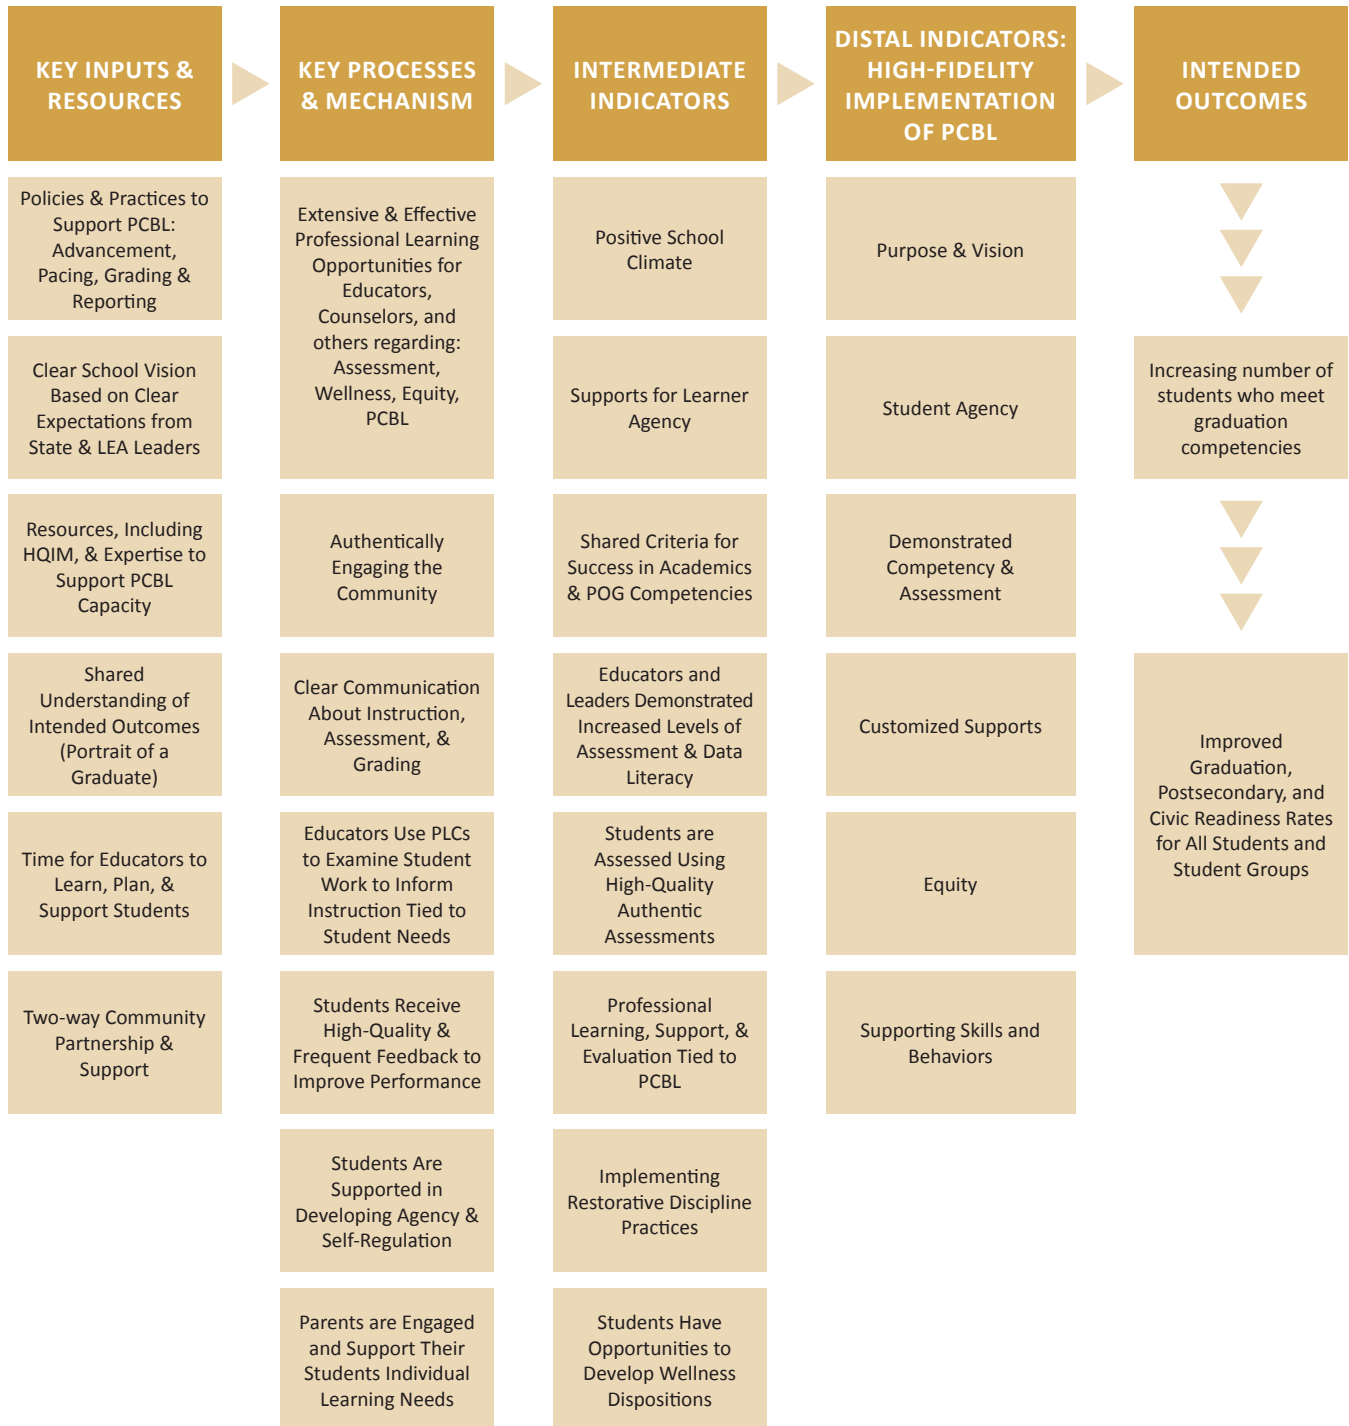 KEY INPUTS &
RESOURCES
KEY PROCESSES
& MECHANISM
INTERMEDIATE
INDICATORS
DISTAL INDICATORS:
HIGH-FIDELITY
IMPLEMENTATION
OF PCBL
INTENDED
OUTCOMES
Policies & Practices to
Support PCBL:
Advancement,
Pacing, Grading &
Reporting
Clear School Vision
Based on Clear
Expectations from
State & LEA Leaders
Resources, Including
HQIM, & Expertise to
Support PCBL
Capacity
Shared
Understanding of
Intended Outcomes
(Portrait of a
Graduate)
Time for Educators to
Learn, Plan, &
Support Students
Two-way Community
Partnership &
Support
Extensive & Effective
Professional Learning
Opportunities for
Educators,
Counselors, and
others regarding:
Assessment,
Wellness, Equity,
PCBL
Authentically
Engaging the
Community
Clear Communication
About Instruction,
Assessment, &
Grading
Educators Use PLCs
to Examine Student
Work to Inform
Instruction Tied to
Student Needs
Students Receive
High-Quality &
Frequent Feedback to
Improve Performance
Students Are
Supported in
Developing Agency &
Self-Regulation
Parents are Engaged
and Support Their
Students Individual
Learning Needs
Positive School
Climate
Supports for Learner
Agency
Shared Criteria for
Success in Academics
& POG Competencies
Educators and
Leaders Demonstrated
Increased Levels of
Assessment & Data
Literacy
Students are
Assessed Using
High-Quality
Authentic
Assessments
Professional
Learning, Support, &
Evaluation Tied to
PCBL
Implementing
Restorative Discipline
Practices
Students Have
Opportunities to
Develop Wellness
Dispositions
Purpose & Vision
Student Agency
Demonstrated
Competency &
Assessment
Customized Supports
Equity
Supporting Skills and
Behaviors
Increasing number of
students who meet
graduation
competencies
Improved
Graduation,
Postsecondary, and
Civic Readiness Rates
for All Students and
Student Groups